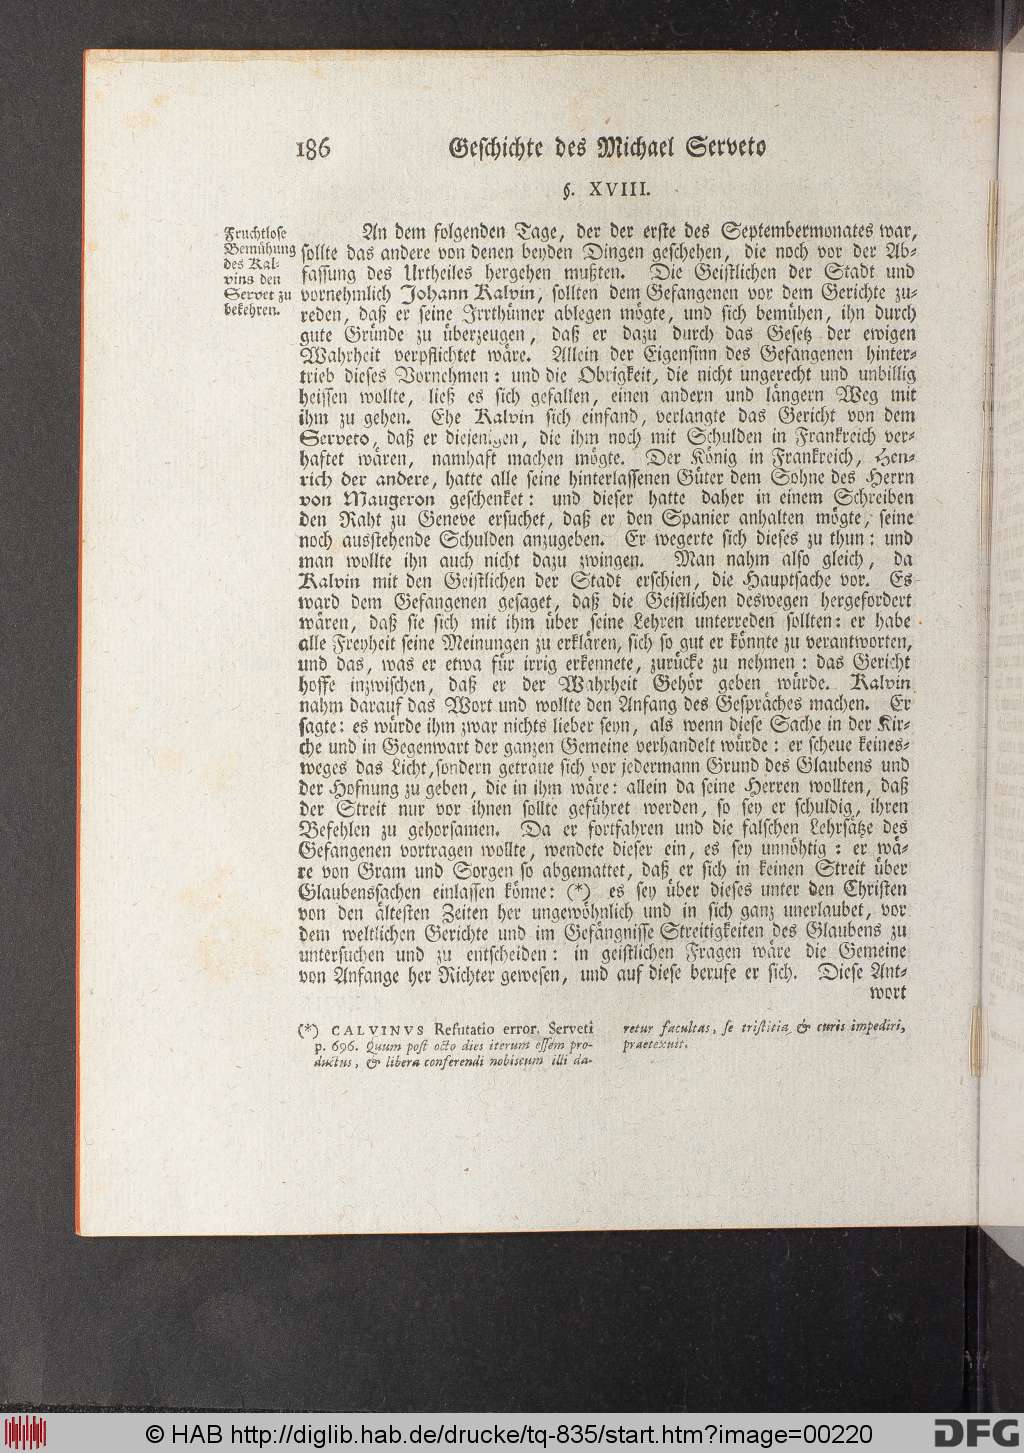 186 Geschichte des Michael Serveto
§. XVIII.
Fruchtlose
Bemühung
des Kal-
vins den
Servet zu
bekehren.
An dem folgenden Tage, der der erste des Septembermonates war,
sollte das andere von denen beyden Dingen geschehen, die noch vor der Ab-
fassung des Urtheiles hergehen mußten. Die Geistlichen der Stadt und
vornehmlich Johann Kalvin, sollten dem Gefangenen vor dem Gerichte zu-
reden, daß er seine Irrthümer ablegen mögte, und sich bemühen, ihn durch
gute Gründe zu überzeugen, daß er dazu durch das Gesetz der ewigen
Wahrheit verpflichtet wäre. Allein der Eigensinn des Gefangenen hinter-
trieb dieses Vornehmen: und die Obrigkeit, die nicht ungerecht und unbillig
heissen wollte, ließ es sich gefallen, einen andern und längern Weg mit
ihm zu gehen. Ehe Kalvin sich einfand, verlangte das Gericht von dem
Serveto, daß er diejenigen, die ihm noch mit Schulden in Frankreich ver-
haftet wären, namhaft machen mögte. Der König in Frankreich, Hen-
rich der andere, hatte alle seine hinterlassenen Güter dem Sohne des Herrn
von Maugeron geschenket: und dieser hatte daher in einem Schreiben
den Raht zu Geneve ersuchet, daß er den Spanier anhalten mögte, seine
noch ausstehende Schulden anzugeben. Er wegerte sich dieses zu thun: und
man wollte ihn auch nicht dazu zwingen. Man nahm also gleich, da
Kalvin mit den Geistlichen der Stadt erschien, die Hauptsache vor. Es
ward dem Gefangenen gesaget, daß die Geistlichen deswegen hergefordert
wären, daß sie sich mit ihm über seine Lehren unterreden sollten: er habe
alle Freyheit seine Meinungen zu erklären, sich so gut er könnte zu verantworten,
und das, was er etwa für irrig erkennete, zurücke zu nehmen: das Gericht
hoffe inzwischen, daß er der Wahrheit Gehör geben würde. Kalvin
nahm darauf das Wort und wollte den Anfang des Gespräches machen. Er
sagte: es würde ihm zwar nichts lieber seyn, als wenn diese Sache in der Kir-
che und in Gegenwart der ganzen Gemeine verhandelt würde: er scheue keines-
weges das Licht, sondern getraue sich vor jedermann Grund des Glaubens und
der Hofnung zu geben, die in ihm wäre: allein da seine Herren wollten, daß
der Streit nur vor ihnen sollte geführet werden, so sey er schuldig, ihren
Befehlen zu gehorsamen. Da er fortfahren und die falschen Lehrsätze des
Gefangenen vortragen wollte, wendete dieser ein, es sey unnöhtig: er wä-
re von Gram und Sorgen so abgemattet, daß er sich in keinen Streit über
Glaubenssachen einlassen könne: (*) es sey über dieses unter den Christen
von den ältesten Zeiten her ungewöhnlich und in sich ganz unerlaubet, vor
dem weltlichen Gerichte und im Gefängnisse Streitigkeiten des Glaubens zu
untersuchen und zu entscheiden: in geistlichen Fragen wäre die Gemeine
von Anfange her Richter gewesen, und auf diese berufe er sich. Diese Ant-
wort
(*) CALVINVS Refutatio error. Serveti
p. 696. Quum post octo dies iterum essem pro-
ductus, & libera conferendi nobiscum illi da-
retur facultas, se tristitia & curis impediri,
praetexuit.
© HAB http://diglib.hab.de/drucke/tq-835/start.htm?image=00220
DFG